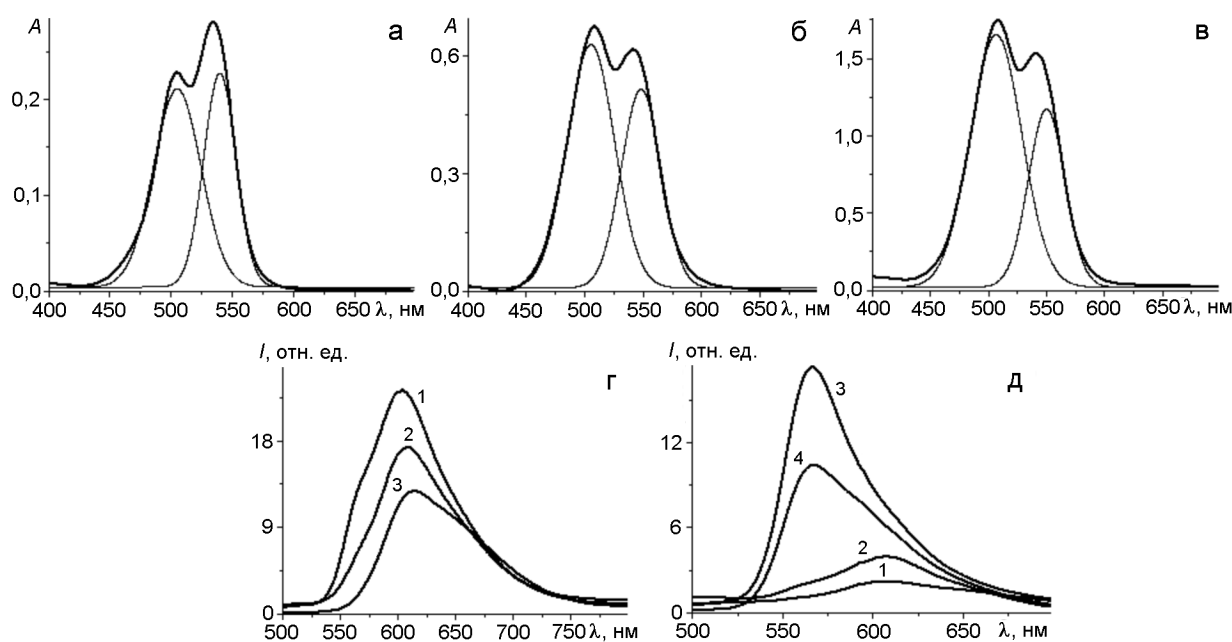 A
а
0,2
0,1
0,0
400 450 500 550 600 650 λ, нм
A
б
0,6
0,3
0,0
400 450 500 550 600 650 λ, нм
A
в
1,5
1,0
0,5
0,0
400 450 500 550 600 650 λ, нм
I, отн. ед.
г
18
9
0
1
2
3
500 550 600 650 700 750 λ, нм
I, отн. ед.
д
12
6
0
3
4
2
1
500 550 600 650 λ, нм